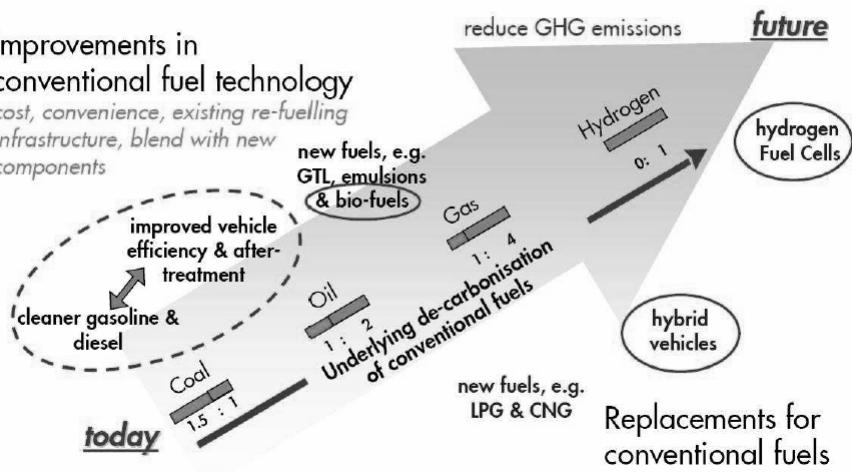 improvements in
conventional fuel technology
cost, convenience, existing re-fuelling
infrastructure, blend with new
components
reduce GHG emissions
future
Hydrogen
0: 1
hydrogen
Fuel Cells
new fuels, e.g.
GTL, emulsions
& bio-fuels
Gas
1: 4
improved vehicle
efficiency & after-
treatment
cleaner gasoline &
diesel
Oil
1: 2
Underlying de-carbonisation
of conventional fuels
hybrid
vehicles
Coal
1.5 : 1
today
new fuels, e.g.
LPG & CNG
Replacements for
conventional fuels